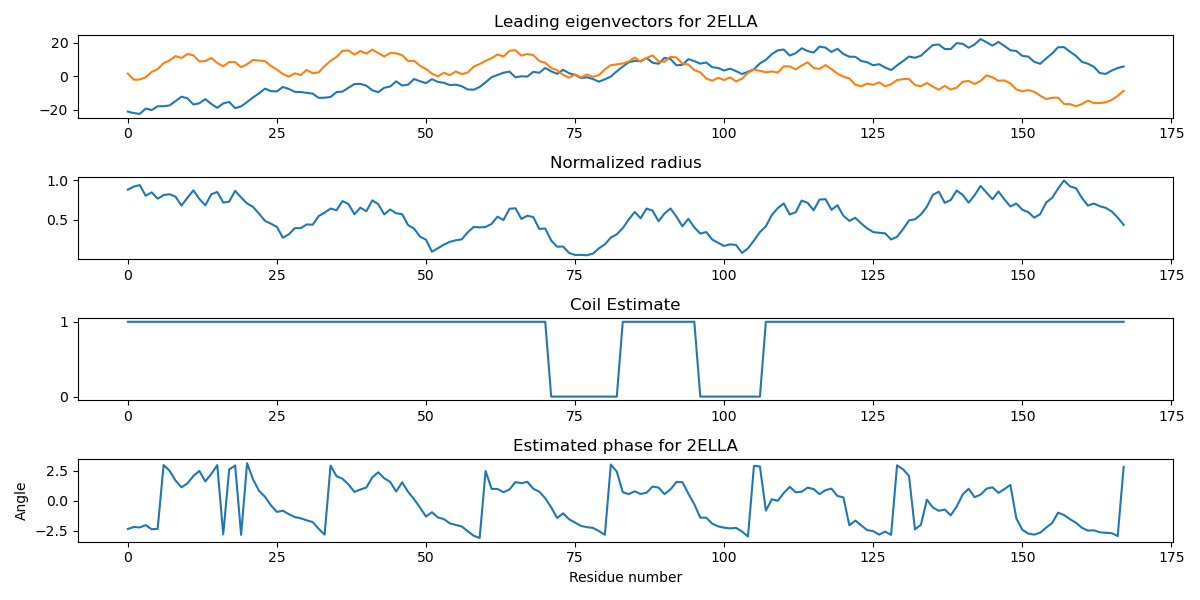 Leading eigenvectors for 2ELLA
20
0
−20
0 25 50 75 100 125 150 175
Normalized radius
1.0
0.5
0 25 50 75 100 125 150 175
Coil Estimate
1
0
0 25 50 75 100 125 150 175
Estimated phase for 2ELLA
2.5
0.0
−2.5
Angle
0 25 50 75 100 125 150 175
Residue number